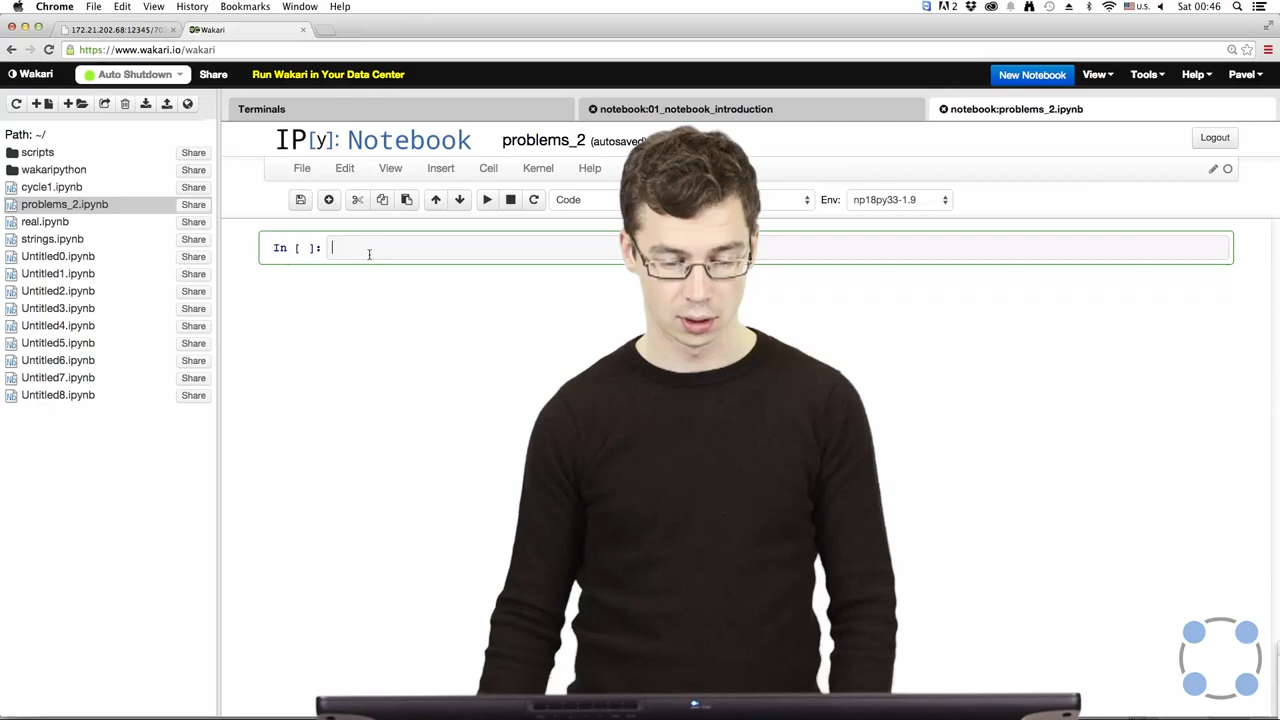 Chrome File Edit View History Bookmarks Window Help 2 U.S. Sat 00:46
172.21.202.68:12345/70 Wakari
https://www.wakari.io/wakari
Wakari Auto Shutdown Share Run Wakari in Your Data Center New Notebook View Tools Help Pavel
Terminals notebook:01_notebook_introduction notebook:problems_2.ipynb
Path: ~/
scripts Share
wakaripython Share
cycle1.ipynb Share
problems_2.ipynb Share
real.ipynb Share
strings.ipynb Share
Untitled0.ipynb Share
Untitled1.ipynb Share
Untitled2.ipynb Share
Untitled3.ipynb Share
Untitled4.ipynb Share
Untitled5.ipynb Share
Untitled6.ipynb Share
Untitled7.ipynb Share
Untitled8.ipynb Share
IP[y]: Notebook problems_2 (autosaved) Logout
File Edit View Insert Cell Kernel Help
Code Env: np18py33-1.9
In [ ]: